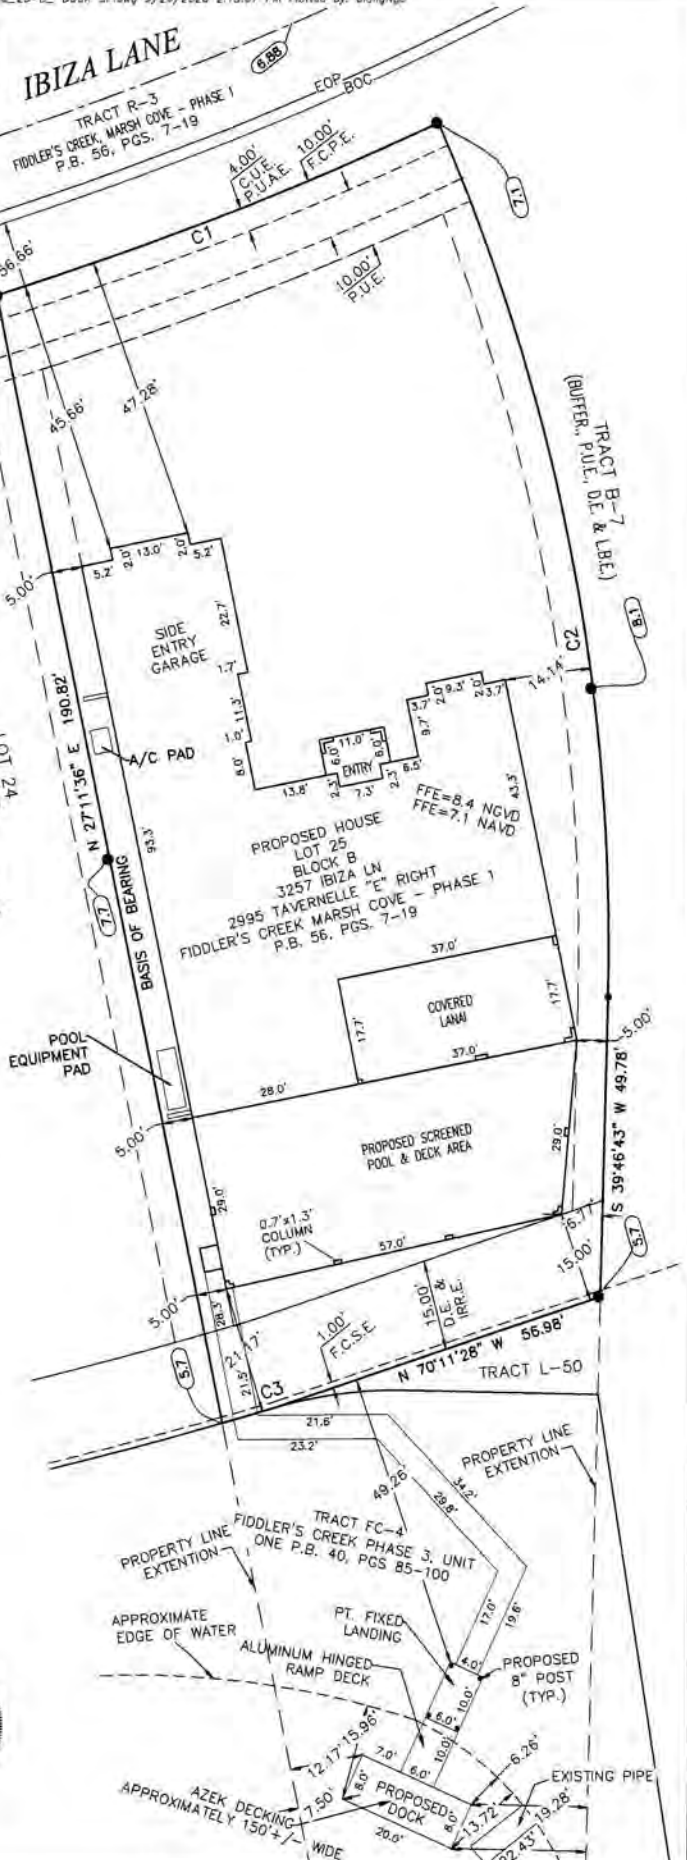 IBIZA LANE
6.88
TRACT R-3
FIDDLER'S CREEK, MARSH COVE - PHASE 1
P.B. 56, PGS. 7-19
EOP
BOC
4.00'
C.U.E.
P.U.A.E.
10.00'
F.C.P.E.
7.1
C1
56.66'
10.00'
P.U.E.
45.66'
47.28'
TRACT B-7
(BUFFER, P.U.E., D.E. & L.B.E.)
5.00'
5.2'
2.0'
13.0'
2.0'
5.2'
SIDE
ENTRY
GARAGE
22.7'
1.7'
11.3'
1.0'
8.0'
8.1
C2
14.14'
3.7'
2.0'
9.3'
2.0'
3.7'
9.7'
11.0'
6.0'
6.0'
ENTRY
13.8'
2.3'
7.3'
2.3'
6.5'
A/C PAD
LOT 24
N 27°11'36" E 190.82'
93.3'
43.3'
FFE=8.4 NGVD
FFE=7.1 NAVD
PROPOSED HOUSE
LOT 25
BLOCK B
3257 IBIZA LN
2995 TAVERNELLE "E" RIGHT
FIDDLER'S CREEK MARSH COVE - PHASE 1
P.B. 56, PGS. 7-19
7.7
BASIS OF BEARING
37.0'
COVERED
LANAI
17.7'
17.7'
37.0'
28.0'
POOL
EQUIPMENT
PAD
5.00'
5.00'
S 39°46'43" W 49.78'
PROPOSED SCREENED
POOL & DECK AREA
29.0'
29.0'
0.7'x1.3'
COLUMN
(TYP.)
57.0'
6.77'
15.00'
5.7
5.00'
28.3'
21.17'
21.5'
1.00'
F.C.S.E.
15.00'
D.E. &
IRR.E.
5.7
C3
N 70°11'28" W 56.98'
TRACT L-50
21.6'
23.2'
49.26'
34.2'
29.8'
PROPERTY LINE
EXTENTION
TRACT FC-4
FIDDLER'S CREEK PHASE 3, UNIT
ONE P.B. 40, PGS 85-100
PROPERTY LINE
EXTENTION
17.0'
19.6'
APPROXIMATE
EDGE OF WATER
PT. FIXED
LANDING
ALUMINUM HINGED
RAMP DECK
4.0'
PROPOSED
8" POST
(TYP.)
10.0'
6.0'
10.0'
15.96'
12.17'
7.0'
6.0'
6.26'
EXISTING PIPE
7.50'
8.0'
PROPOSED
DOCK
8.0'
13.72'
19.28'
AZEK DECKING
APPROXIMATELY 150'+/- WIDE
20.0'
22.43'